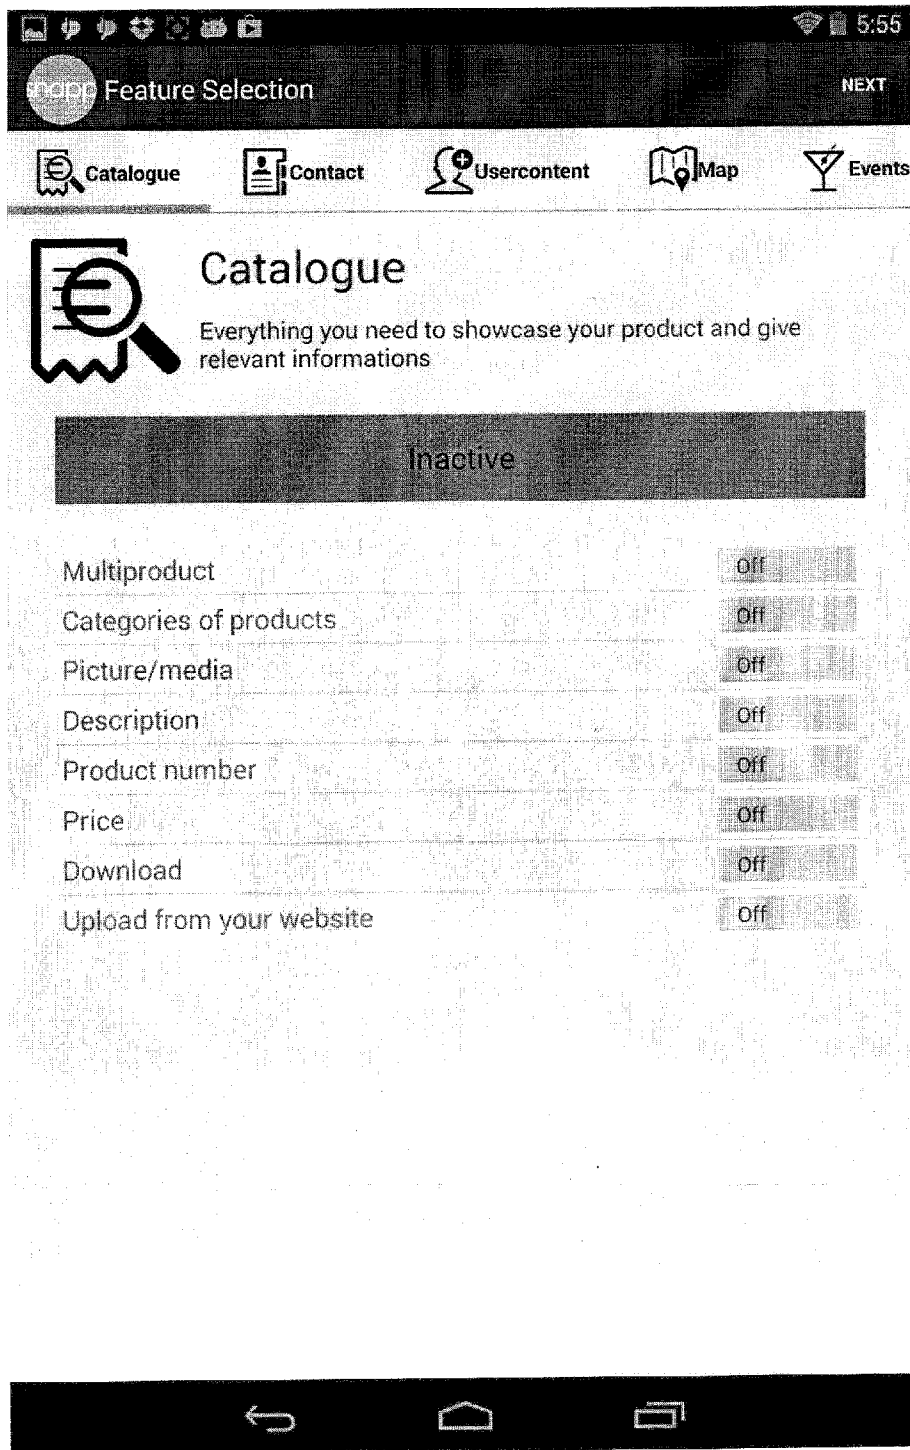 5:55
snapp Feature Selection
NEXT
Catalogue Contact Usercontent Map Events
Catalogue
Everything you need to showcase your product and give
relevant informations
Inactive
Multiproduct Off
Categories of products Off
Picture/media Off
Description Off
Product number Off
Price Off
Download Off
Upload from your website Off